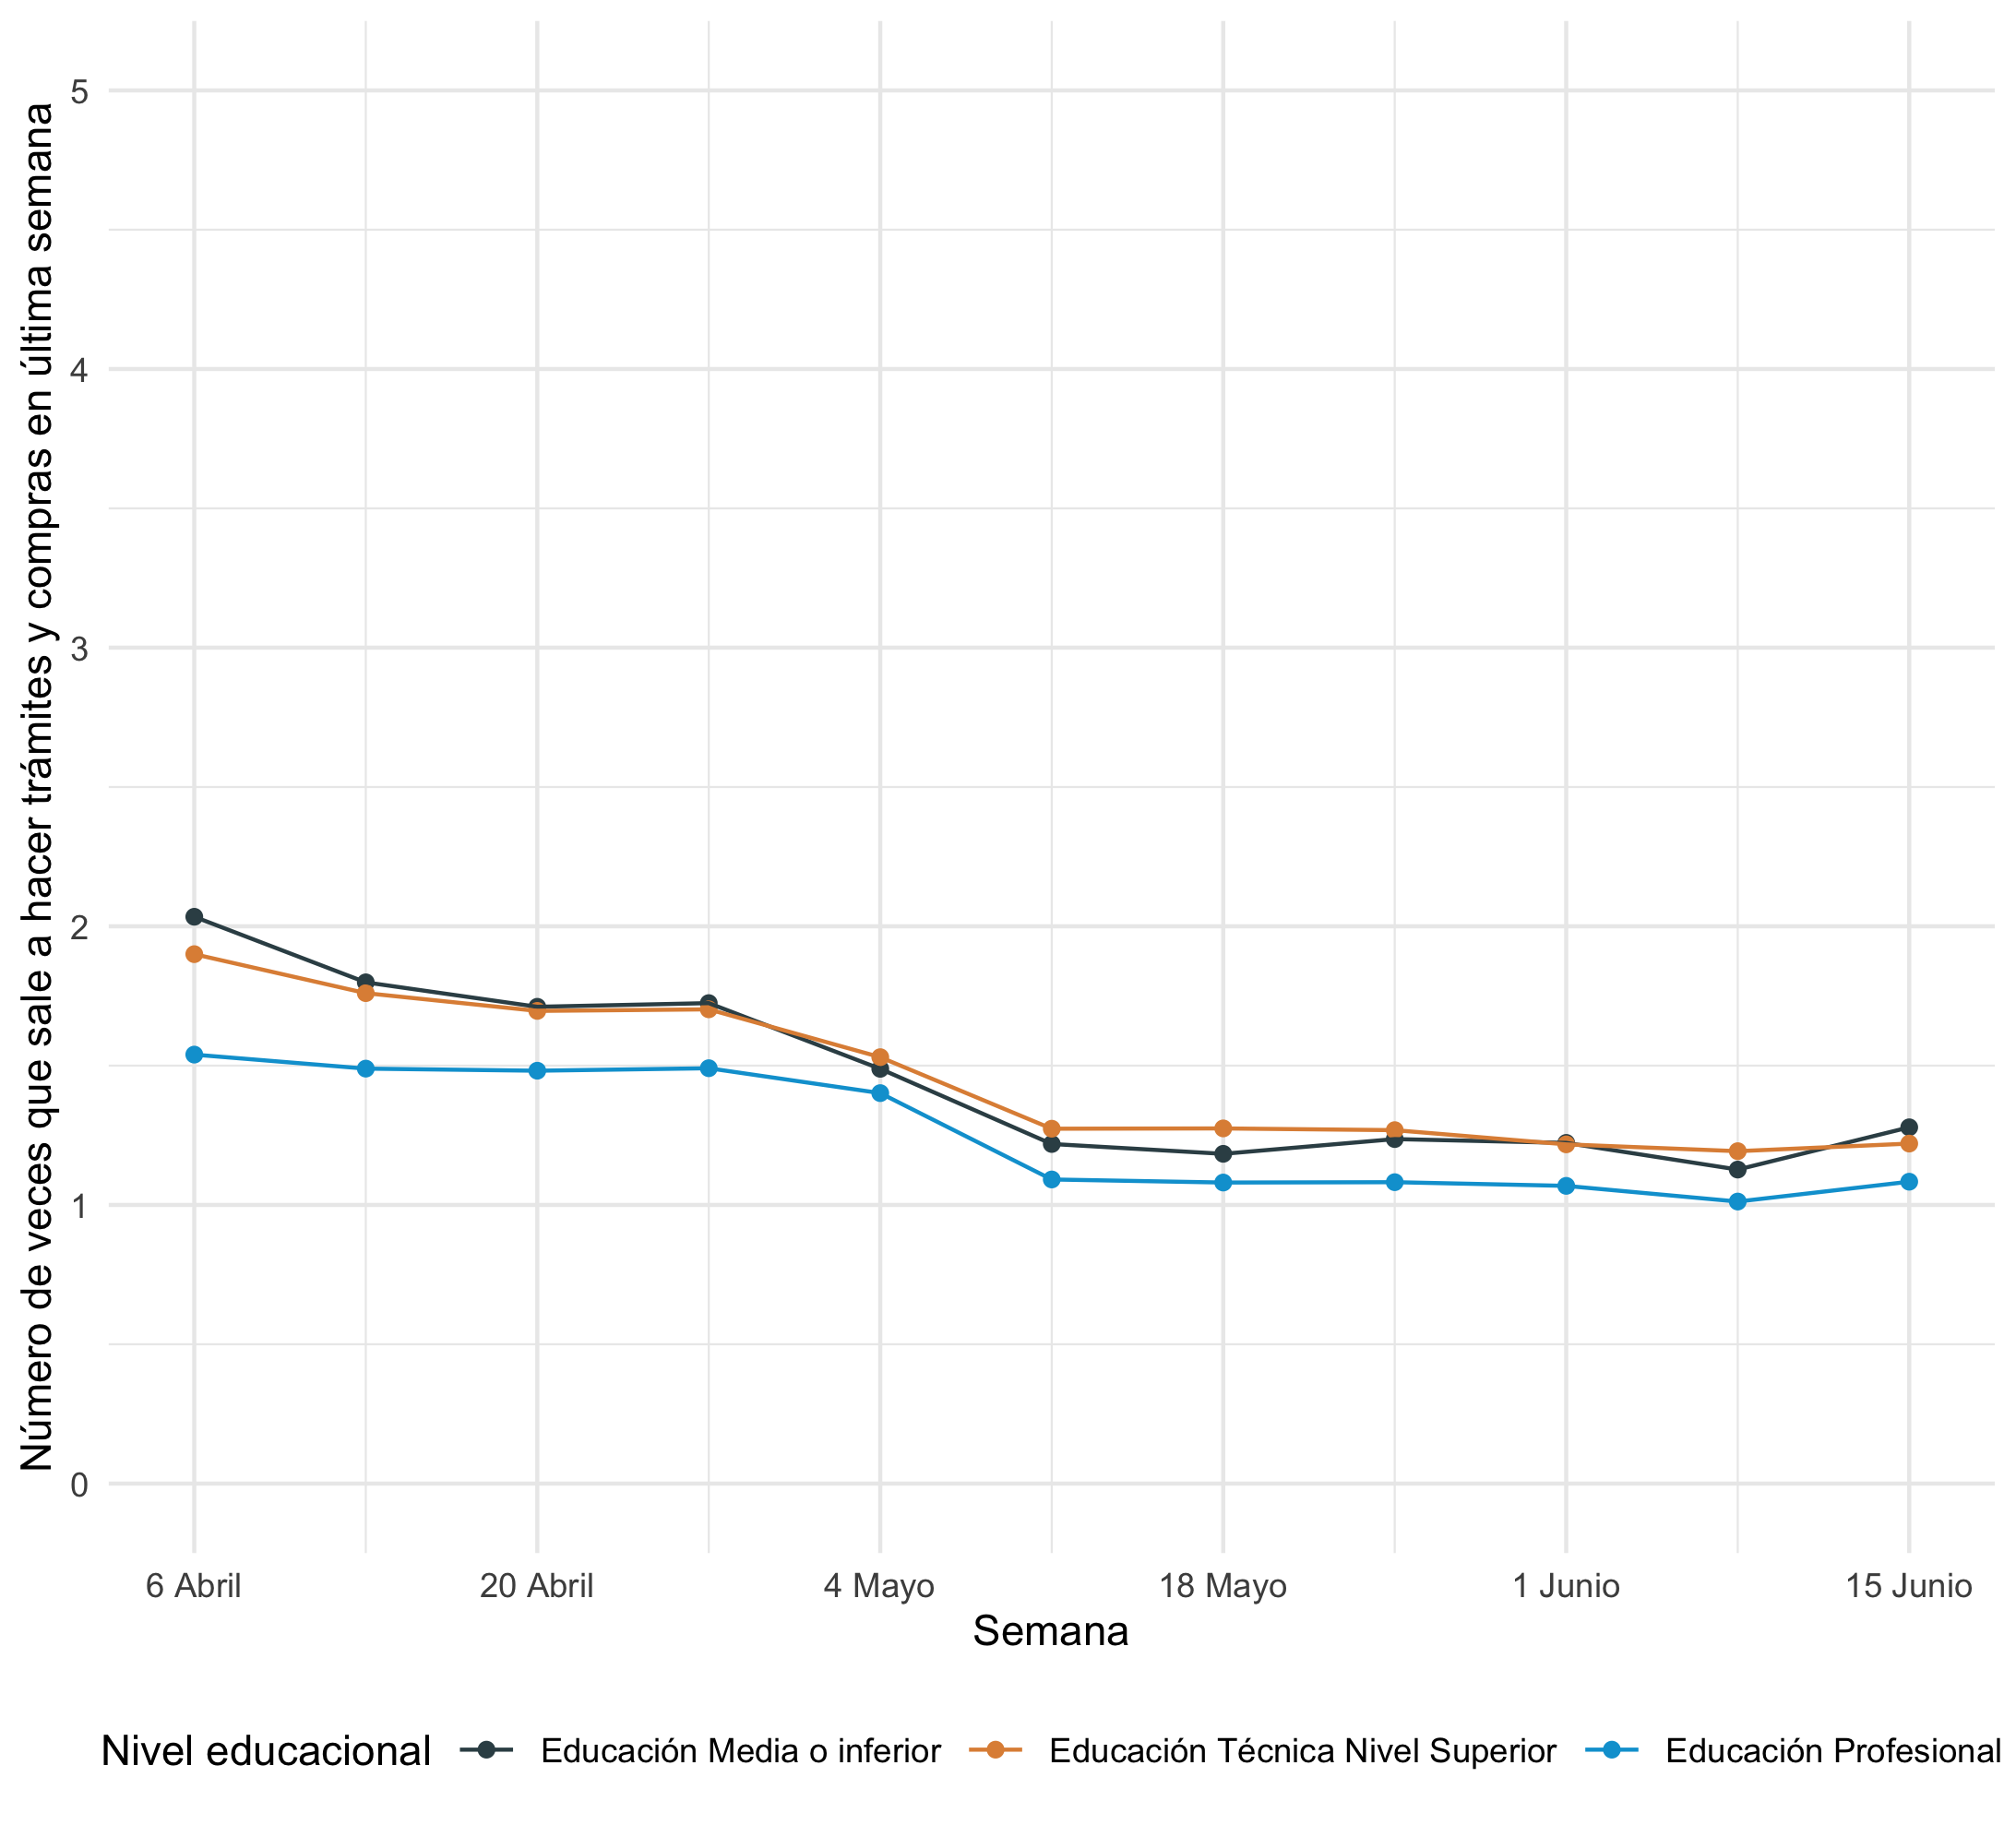 Número de veces que sale a hacer trámites y compras en última semana
5
4
3
2
1
0
6 Abril 20 Abril 4 Mayo 18 Mayo 1 Junio 15 Junio
Semana
Nivel educacional Educación Media o inferior Educación Técnica Nivel Superior Educación Profesional